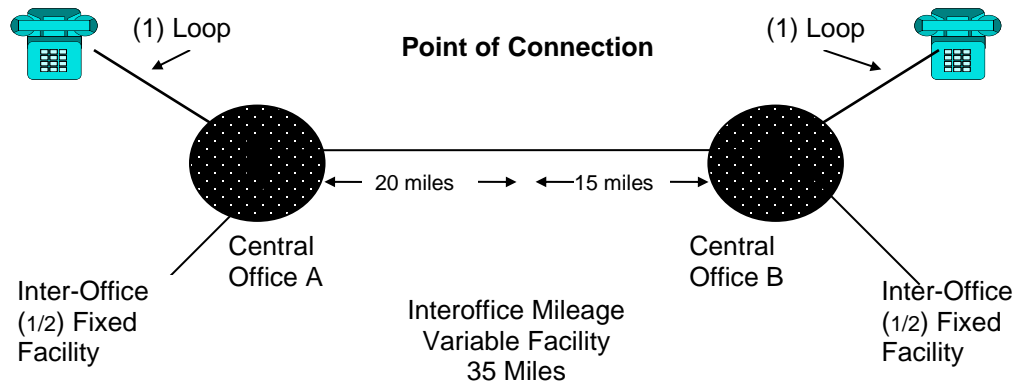 (1) Loop
Point of Connection
(1) Loop
20 miles
15 miles
Central
Office A
Central
Office B
Inter-Office
(1/2) Fixed
Facility
Interoffice Mileage
Variable Facility
35 Miles
Inter-Office
(1/2) Fixed
Facility